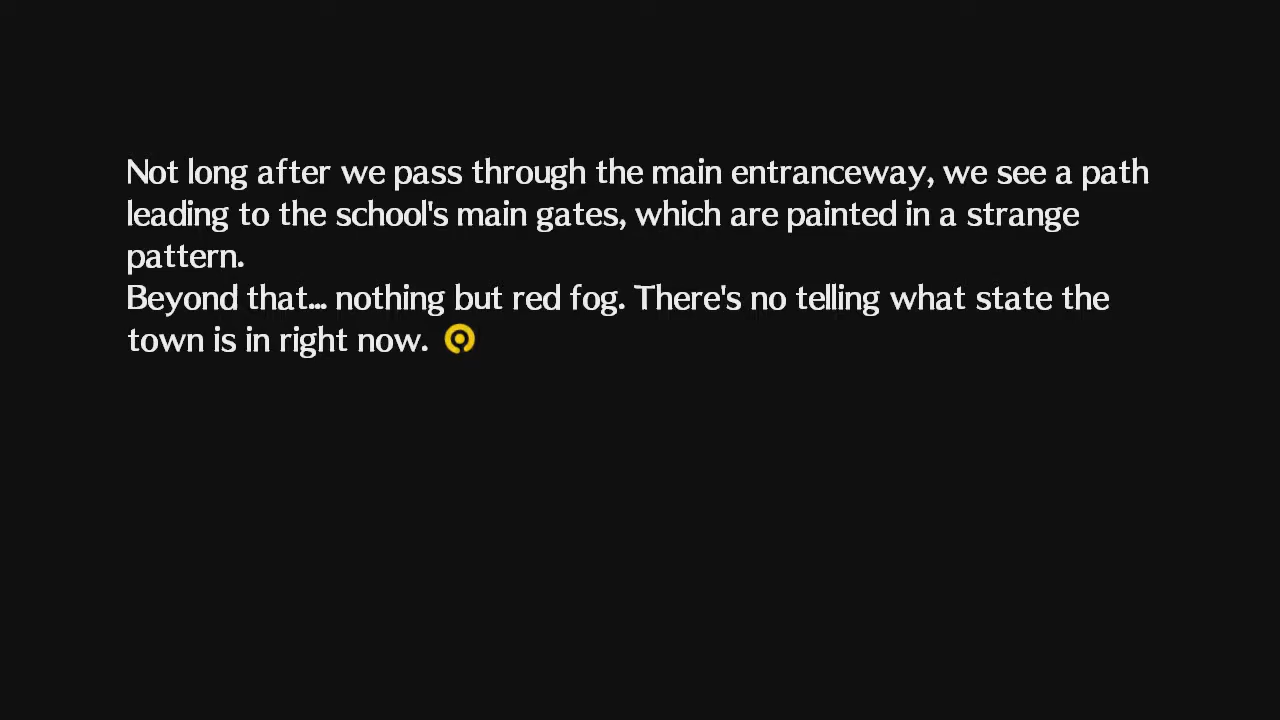 Not long after we pass through the main entranceway, we see a path
leading to the school's main gates, which are painted in a strange
pattern.
Beyond that... nothing but red fog. There's no telling what state the
town is in right now.